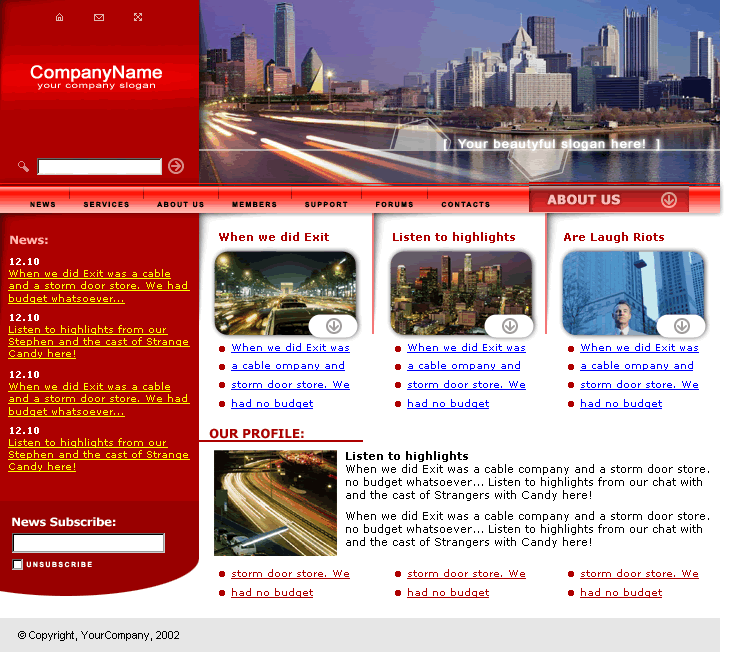 CompanyName
your company slogan
[ Your beautyful slogan here! ]
NEWS SERVICES ABOUT US MEMBERS SUPPORT FORUMS CONTACTS
ABOUT US
News:
12.10
When we did Exit was a cable
and a storm door store. We had
budget whatsoever...
12.10
Listen to highlights from our
Stephen and the cast of Strange
Candy here!
12.10
When we did Exit was a cable
and a storm door store. We had
budget whatsoever...
12.10
Listen to highlights from our
Stephen and the cast of Strange
Candy here!
News Subscribe:
UNSUBSCRIBE
When we did Exit
When we did Exit was
a cable ompany and
storm door store. We
had no budget
Listen to highlights
When we did Exit was
a cable ompany and
storm door store. We
had no budget
Are Laugh Riots
When we did Exit was
a cable ompany and
storm door store. We
had no budget
OUR PROFILE:
Listen to highlights
When we did Exit was a cable company and a storm door store.
no budget whatsoever... Listen to highlights from our chat with
and the cast of Strangers with Candy here!
When we did Exit was a cable company and a storm door store.
no budget whatsoever... Listen to highlights from our chat with
and the cast of Strangers with Candy here!
storm door store. We
had no budget
storm door store. We
had no budget
storm door store. We
had no budget
© Copyright, YourCompany, 2002